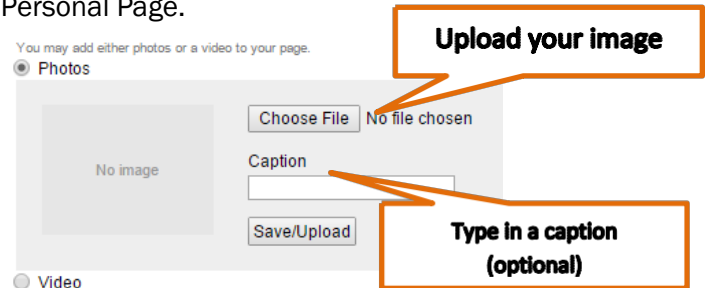 Personal Page.
Upload your image
You may add either photos or a video to your page.
Photos
Choose File No file chosen
No image
Caption
Save/Upload
Type in a caption
(optional)
Video